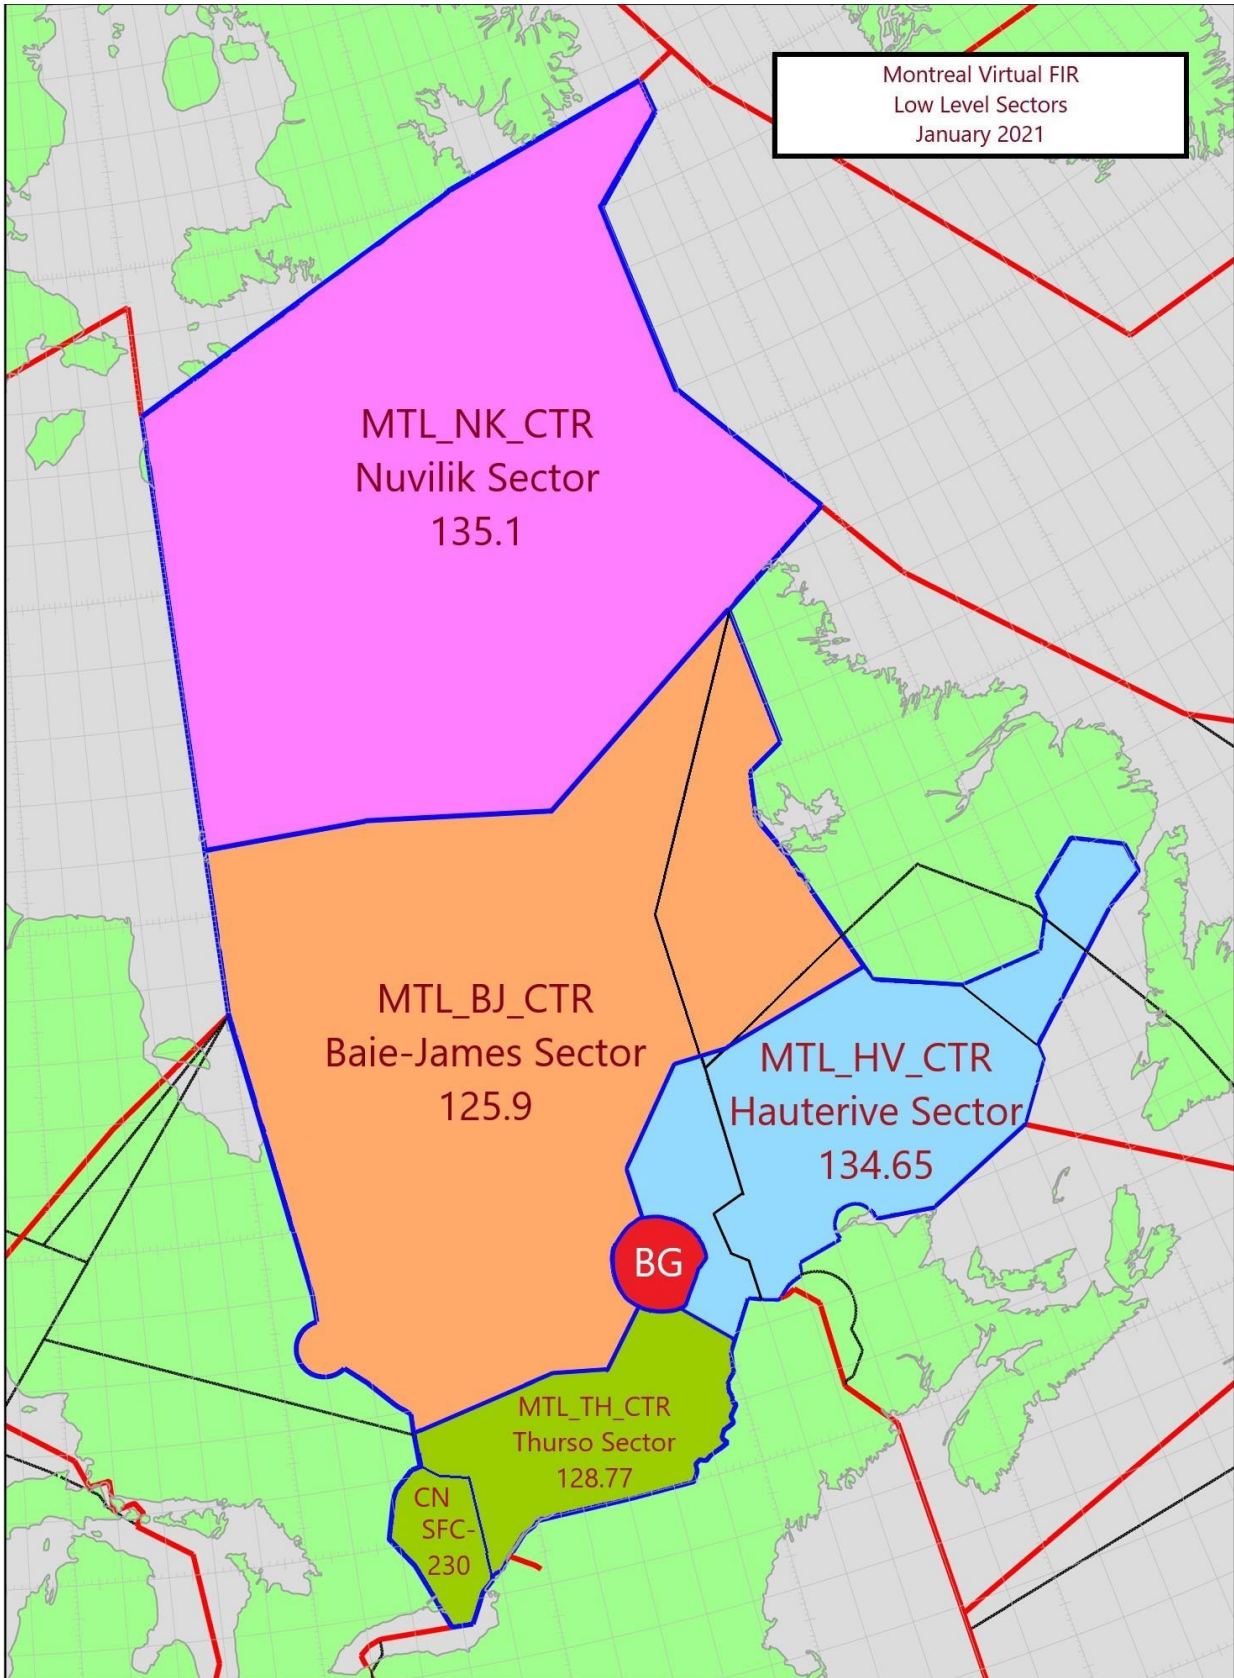 Montreal Virtual FIR
Low Level Sectors
January 2021
MTL_NK_CTR
Nuvilik Sector
135.1
MTL_BJ_CTR
Baie-James Sector
125.9
MTL_HV_CTR
Hauterive Sector
134.65
BG
MTL_TH_CTR
Thurso Sector
128.77
CN
SFC-
230